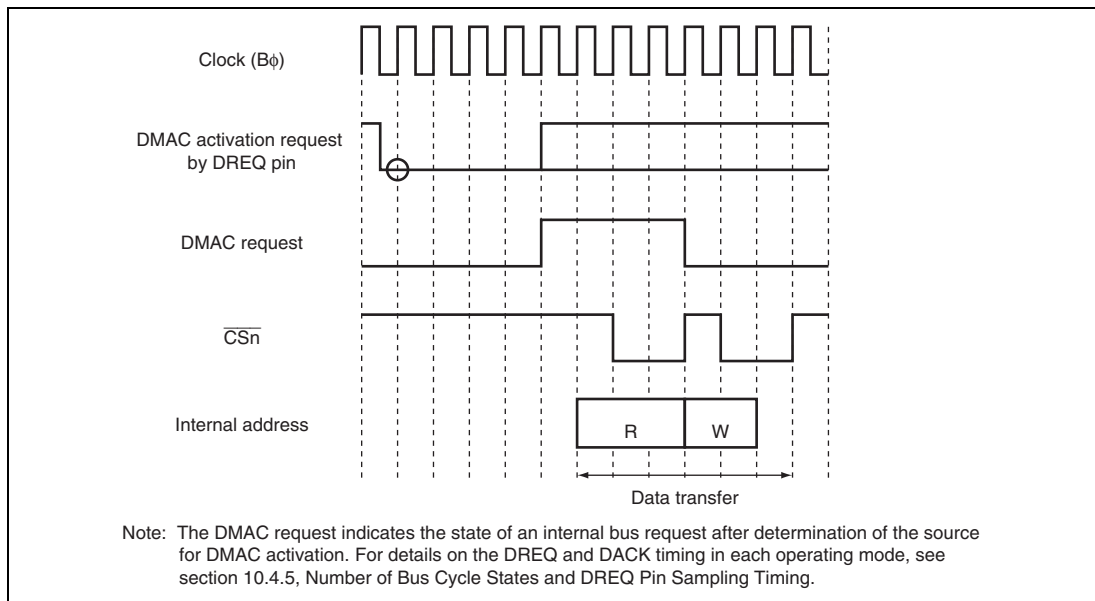 Clock (Bϕ)
DMAC activation request
by DREQ pin
DMAC request
CSn
Internal address
R
W
Data transfer
Note: The DMAC request indicates the state of an internal bus request after determination of the source
for DMAC activation. For details on the DREQ and DACK timing in each operating mode, see
section 10.4.5, Number of Bus Cycle States and DREQ Pin Sampling Timing.